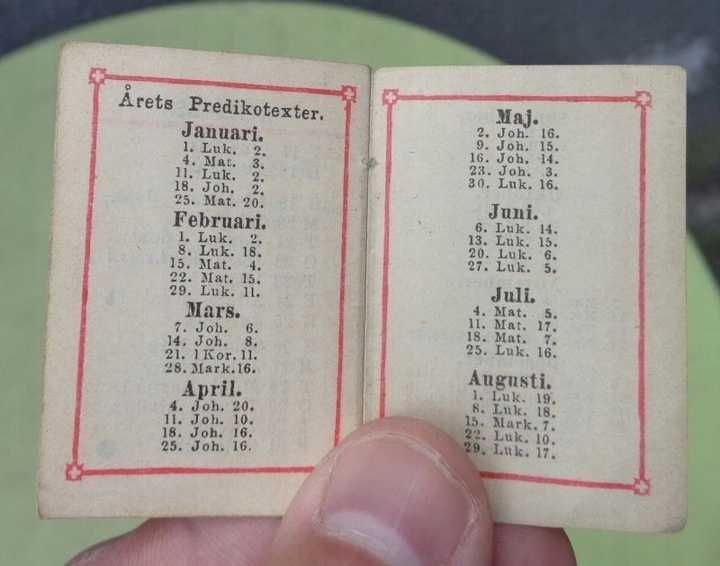 Årets Predikotexter.
Januari.
1. Luk. 2.
4. Mat. 3.
11. Luk. 2.
18. Joh. 2.
25. Mat. 20.
Februari.
1. Luk. 2.
8. Luk. 18.
15. Mat. 4.
22. Mat. 15.
29. Luk. 11.
Mars.
7. Joh. 6.
14. Joh. 8.
21. 1 Kor. 11.
28. Mark. 16.
April.
4. Joh. 20.
11. Joh. 10.
18. Joh. 16.
25. Joh. 16.
Maj.
2. Joh. 16.
9. Joh. 15.
16. Joh. 14.
23. Joh. 3.
30. Luk. 16.
Juni.
6. Luk. 14.
13. Luk. 15.
20. Luk. 6.
27. Luk. 5.
Juli.
4. Mat. 5.
11. Mat. 17.
18. Mat. 7.
25. Luk. 16.
Augusti.
1. Luk. 19.
8. Luk. 18.
15. Mark. 7.
22. Luk. 10.
29. Luk. 17.